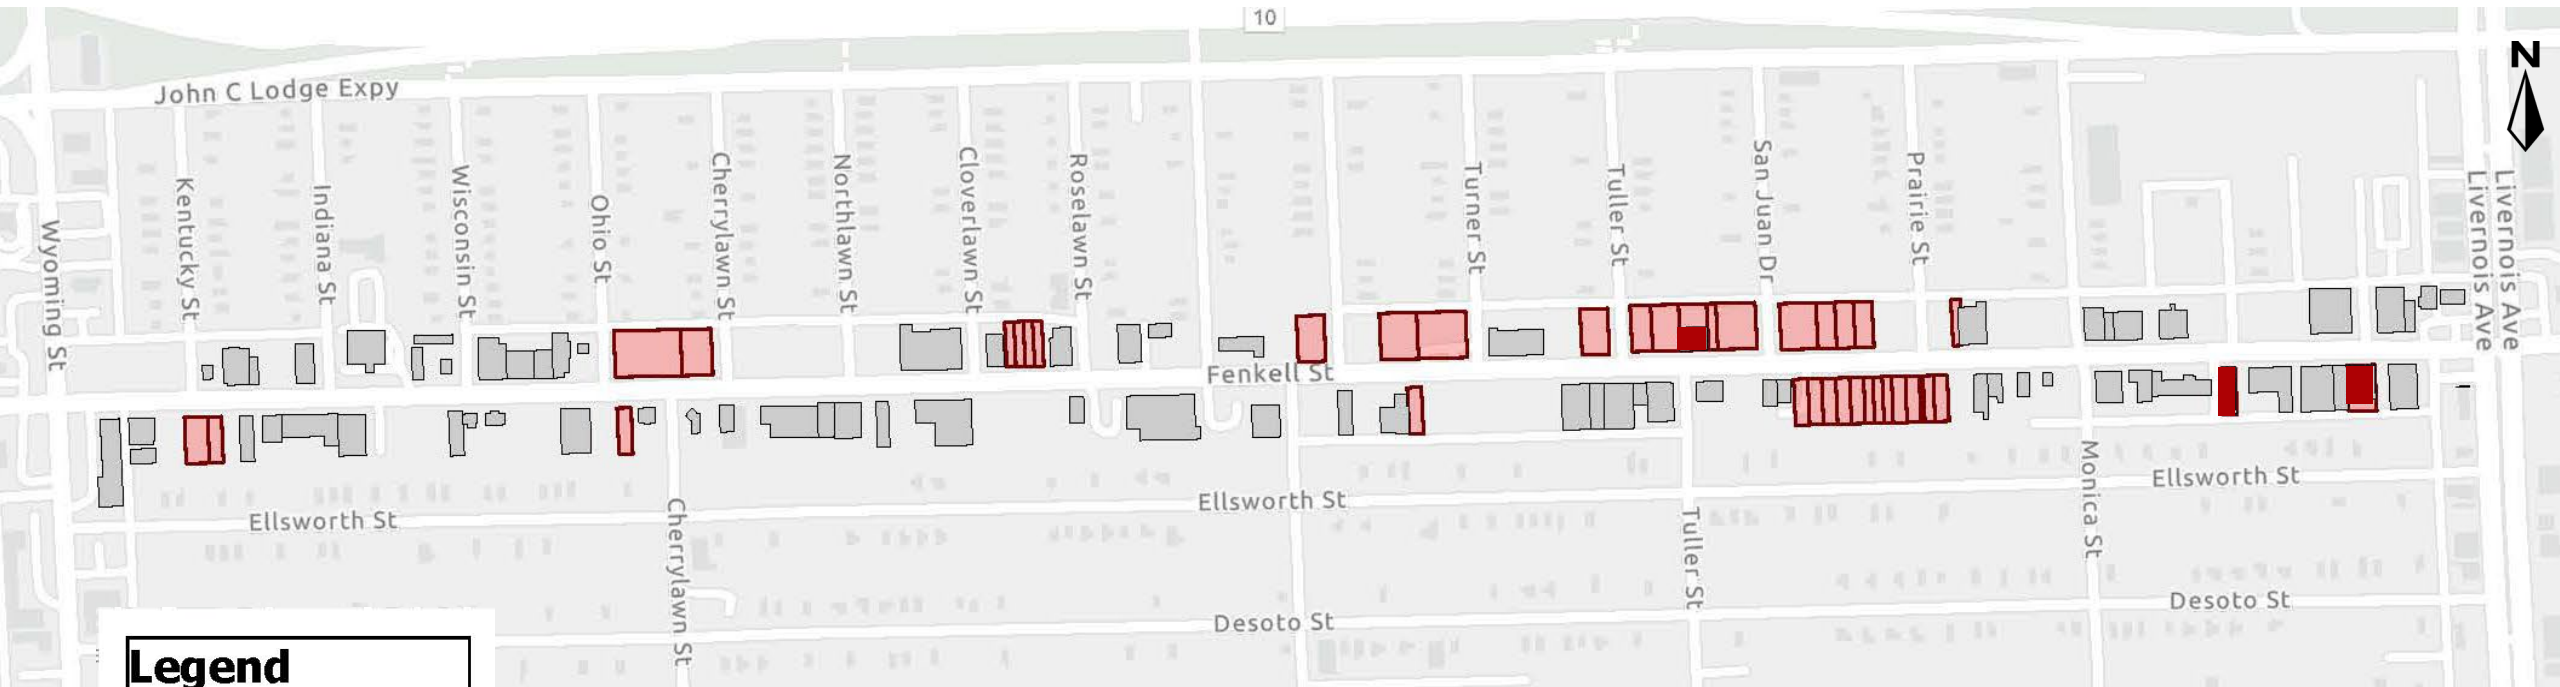 10
N
John C Lodge Expy
Wyoming St
Kentucky St
Indiana St
Wisconsin St
Ohio St
Cherrylawn St
Northlawn St
Cloverlawn St
Roselawn St
Turner St
Tuller St
San Juan Dr
Prairie St
Livernois Ave
Livernois Ave
Fenkell St
Ellsworth St
Ellsworth St
Ellsworth St
Cherrylawn St
Tuller St
Monica St
Desoto St
Desoto St
Legend